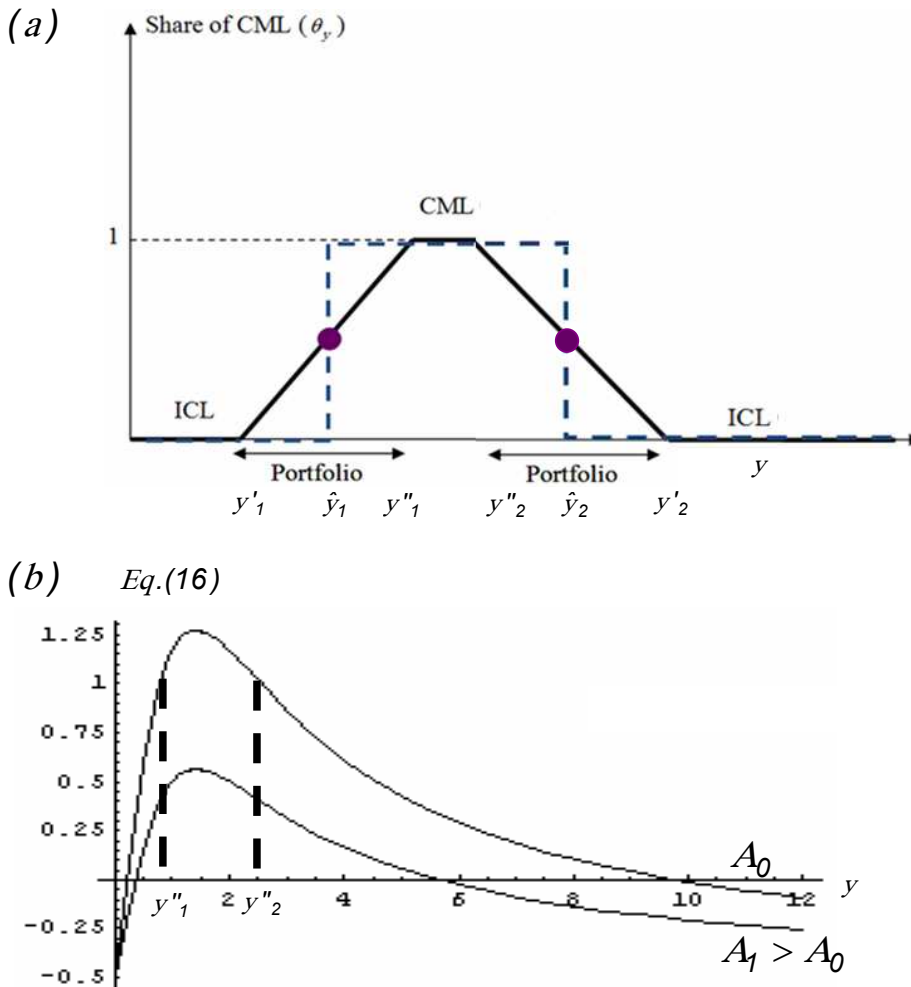 (a)
Share of CML (θy)
CML
1
ICL
ICL
Portfolio
Portfolio
y
y'1 ŷ1 y"1 y"2 ŷ2 y'2
(b) Eq.(16)
1.25
1
0.75
0.5
0.25
-0.25
-0.5
A0
y"1 2 y"2 4 6 8 10 12 y
A1 > A0